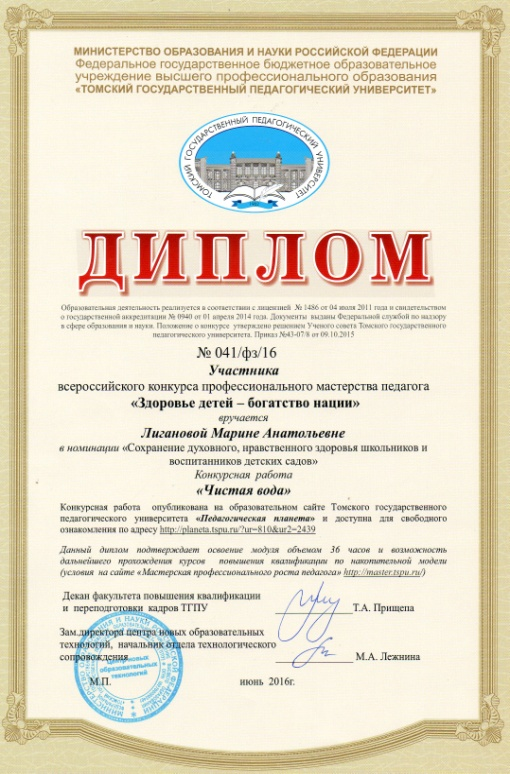 МИНИСТЕРСТВО ОБРАЗОВАНИЯ И НАУКИ РОССИЙСКОЙ ФЕДЕРАЦИИ
Федеральное государственное бюджетное образовательное
учреждение высшего профессионального образования
«ТОМСКИЙ ГОСУДАРСТВЕННЫЙ ПЕДАГОГИЧЕСКИЙ УНИВЕРСИТЕТ»
ТОМСКИЙ ГОСУДАРСТВЕННЫЙ ПЕДАГОГИЧЕСКИЙ УНИВЕРСИТЕТ
ДИПЛОМ
Образовательная деятельность реализуется в соответствии с лицензией № 1486 от 04 июля 2011 года и свидетельством
о государственной аккредитации № 0940 от 01 апреля 2014 года. Документы выданы Федеральной службой по надзору
в сфере образования и науки. Положение о конкурсе утверждено решением Ученого совета Томского государственного
педагогического университета. Приказ №43-07/8 от 09.10.2015
№ 041/фз/16
Участника
всероссийского конкурса профессионального мастерства педагога
«Здоровье детей – богатство нации»
вручается
Лигановой Марине Анатольевне
в номинации «Сохранение духовного, нравственного здоровья школьников и
воспитанников детских садов»
Конкурсная работа
«Чистая вода»
Конкурсная работа опубликована на образовательном сайте Томского государственного
педагогического университета «Педагогическая планета» и доступна для свободного
ознакомления по адресу http://planeta.tspu.ru/?ur=810&ur2=2439
Данный диплом подтверждает освоение модуля объемом 36 часов и возможность
дальнейшего прохождения курсов повышения квалификации по накопительной модели
(условия на сайте «Мастерская профессионального роста педагога» http://master.tspu.ru/)
Декан факультета повышения квалификации
и переподготовки кадров ТГПУ Т.А. Прищепа
Зам.директора центра новых образовательных
технологий, начальник отдела технологического
сопровождения М.А. Лежнина
Центр новых
образовательных
технологий
М.П. июнь 2016г.